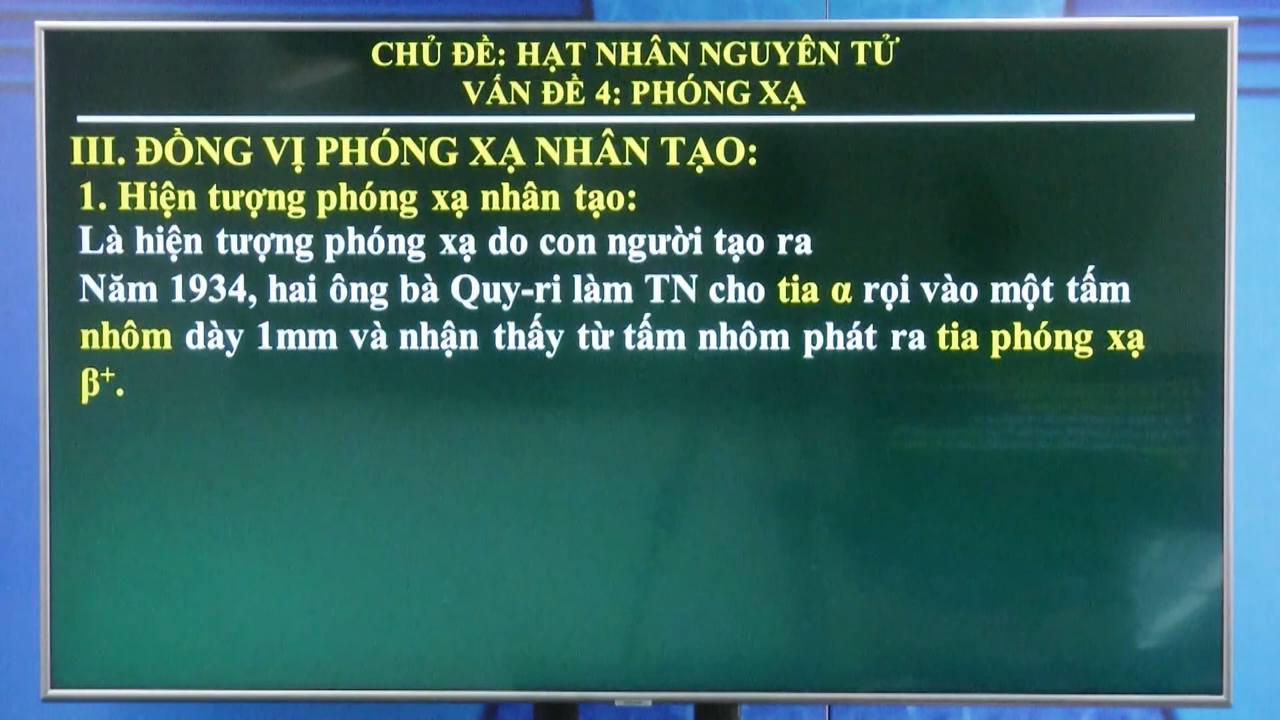 CHỦ ĐỀ: HẠT NHÂN NGUYÊN TỬ
VẤN ĐỀ 4: PHÓNG XẠ
III. ĐỒNG VỊ PHÓNG XẠ NHÂN TẠO:
1. Hiện tượng phóng xạ nhân tạo:
Là hiện tượng phóng xạ do con người tạo ra
Năm 1934, hai ông bà Quy-ri làm TN cho tia α rọi vào một tấm
nhôm dày 1mm và nhận thấy từ tấm nhôm phát ra tia phóng xạ
β⁺.